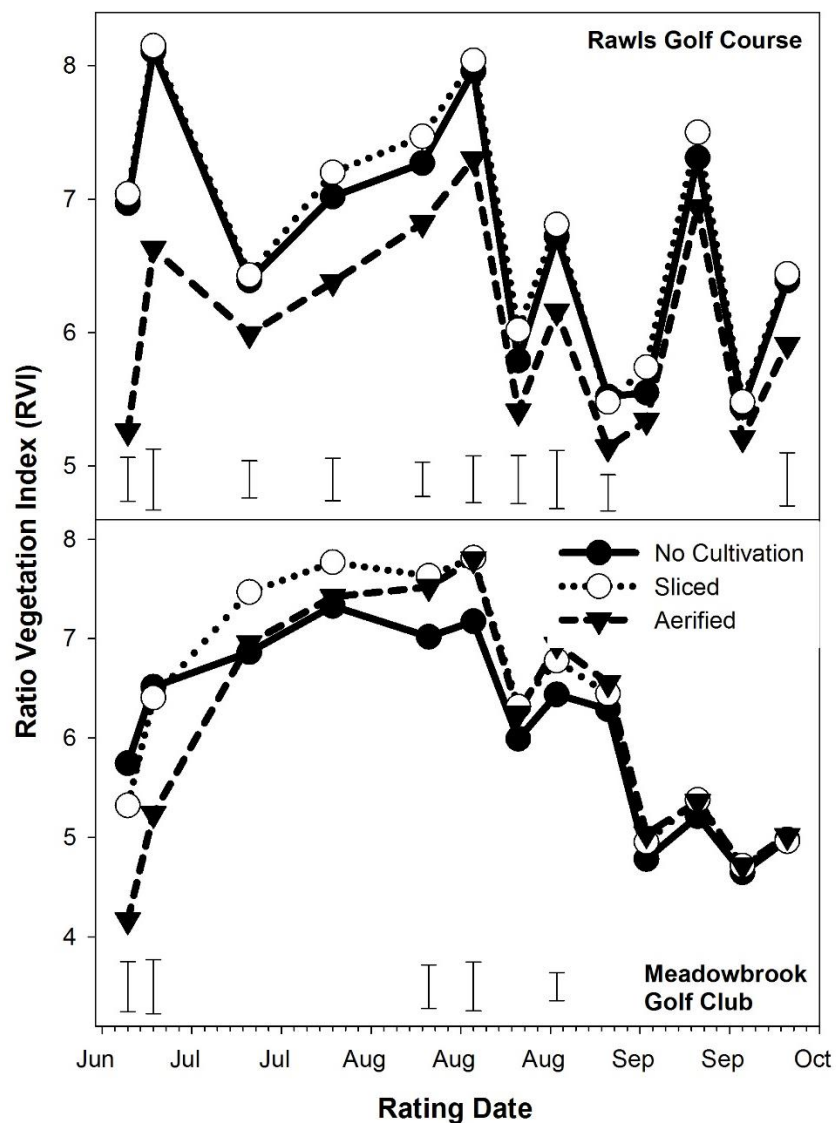 Rawls Golf Course
8
7
6
5
Ratio Vegetation Index (RVI)
8
7
6
5
4
No Cultivation
Sliced
Aerified
Meadowbrook
Golf Club
Jun Jul Jul Aug Aug Aug Sep Sep Oct
Rating Date